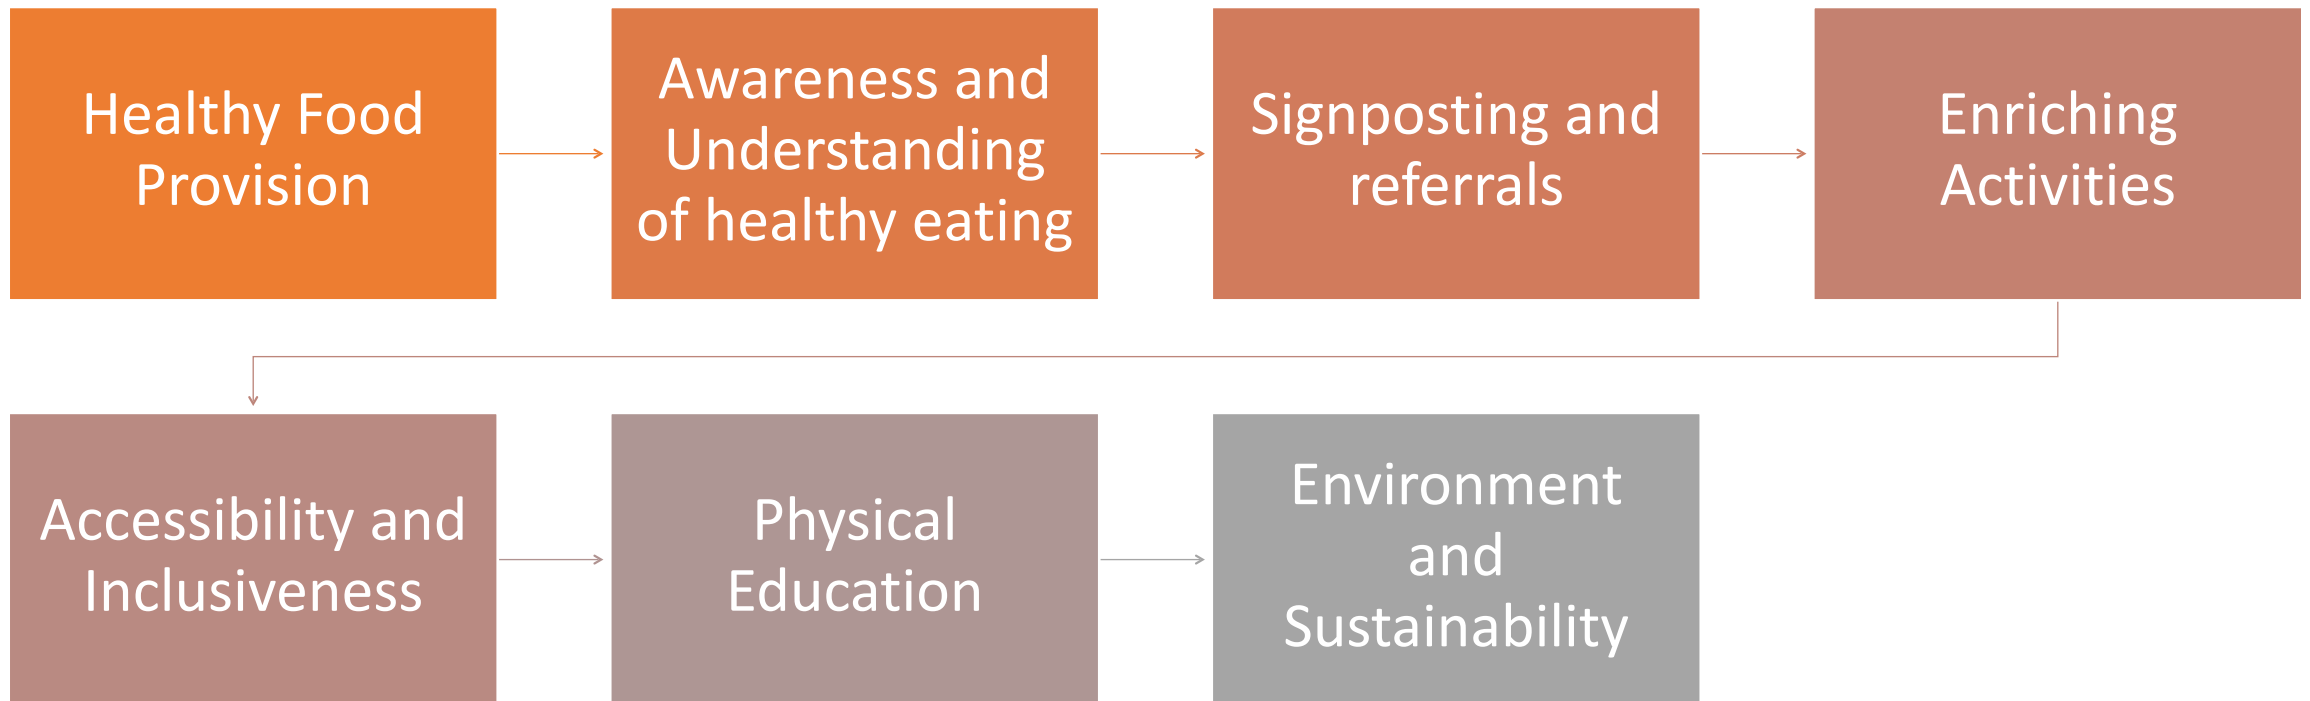 Healthy Food
Provision
Awareness and
Understanding
of healthy eating
Signposting and
referrals
Enriching
Activities
Accessibility and
Inclusiveness
Physical
Education
Environment
and
Sustainability